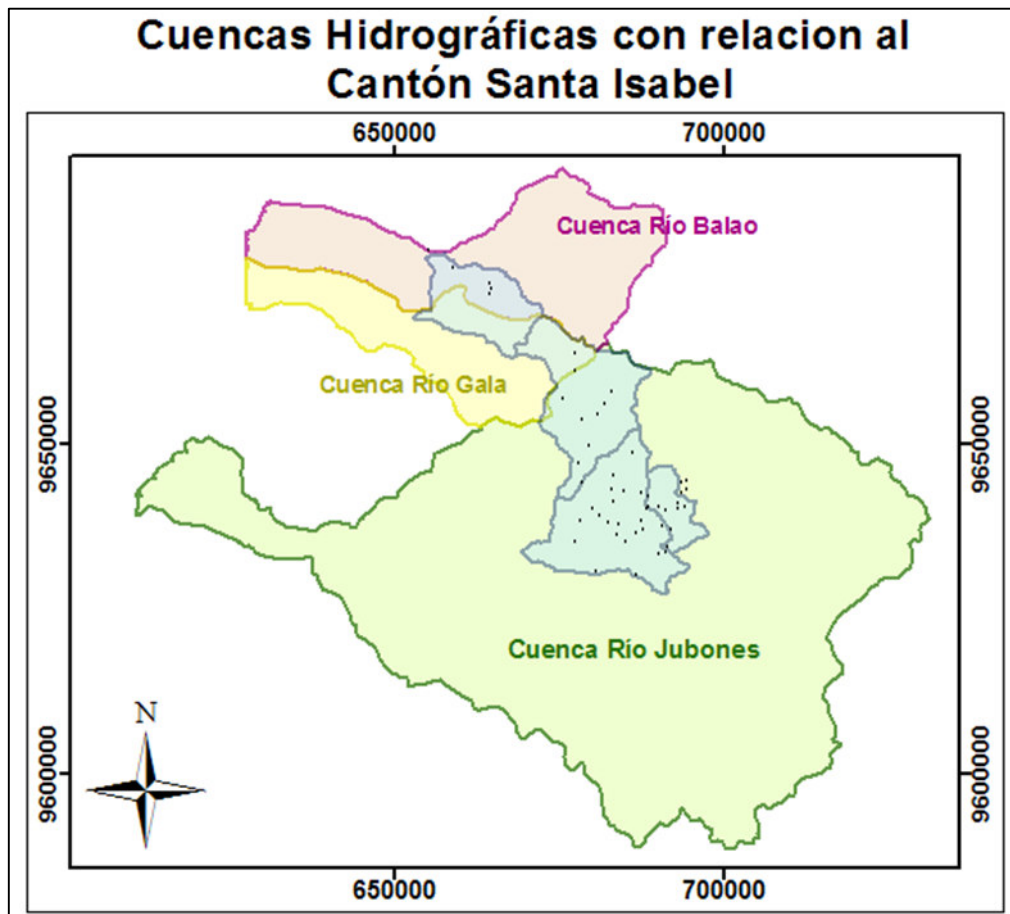 Cuencas Hidrográficas con relacion al
Cantón Santa Isabel
650000 700000
Cuenca Río Balao
Cuenca Río Gala
9650000 9650000
Cuenca Río Jubones
N
9600000 9600000
650000 700000